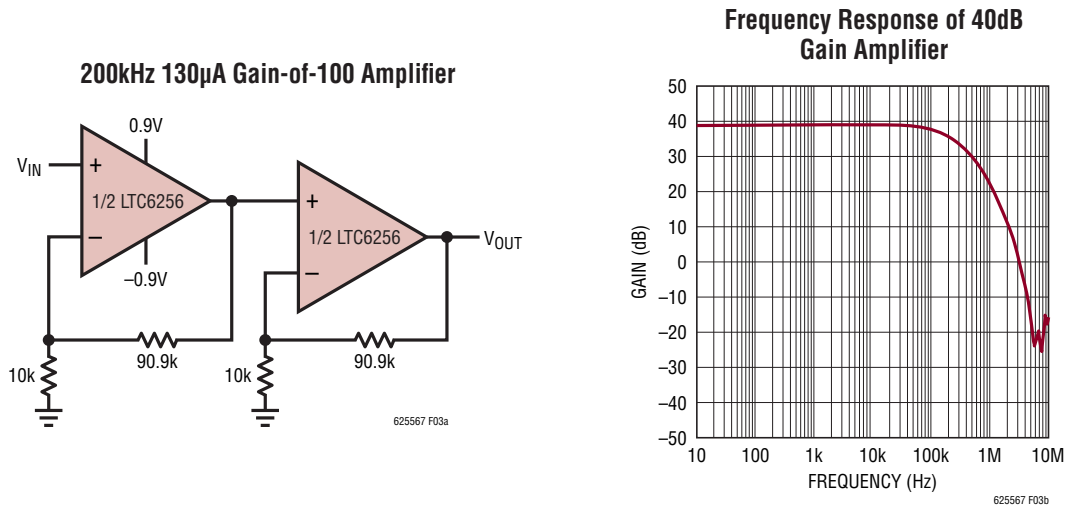 200kHz 130µA Gain-of-100 Amplifier
0.9V
V_IN
+
1/2 LTC6256
–
–0.9V
+
1/2 LTC6256
–
V_OUT
90.9k
10k
90.9k
10k
625567 F03a
Frequency Response of 40dB
Gain Amplifier
GAIN (dB)
50
40
30
20
10
0
–10
–20
–30
–40
–50
10 100 1k 10k 100k 1M 10M
FREQUENCY (Hz)
625567 F03b